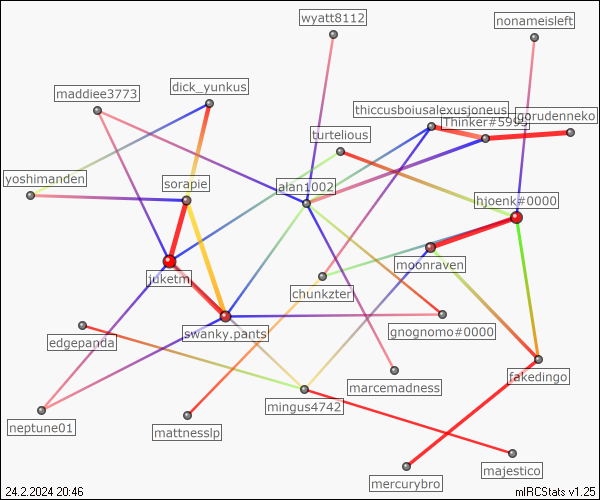 wyatt8112
nonameisleft
dick_yunkus
maddiee3773
thiccusboiusalexusjoneus
gorudenneko
Thinker#5995
turtelious
yoshimanden
sorapie
alan1002
hjoenk#0000
moonraven
juketm
chunkzter
swanky.pants
gnognomo#0000
edgepanda
fakedingo
marcemadness
mingus4742
neptune01
mattnesslp
majestico
mercurybro
24.2.2024 20:46
mIRCStats v1.25